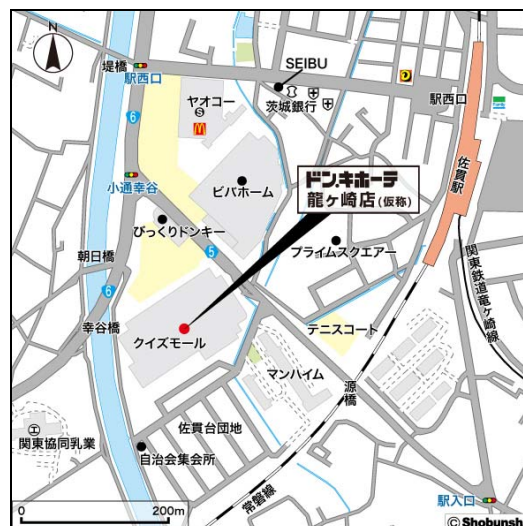 N
堤橋
駅西口
SEIBU
茨城銀行
ヤオコー
駅西口
6
佐貫駅
小通幸谷
ビバホーム
ドン.キホーテ
龍ヶ崎店(仮称)
びっくりドンキー
朝日橋
5
プライムスクエアー
関東鉄道竜ヶ崎線
6
幸谷橋
クイズモール
テニスコート
マンハイム
源橋
佐貫台団地
関東協同乳業
自治会集会所
常磐線
駅入口
0 200m
© Shobunsh